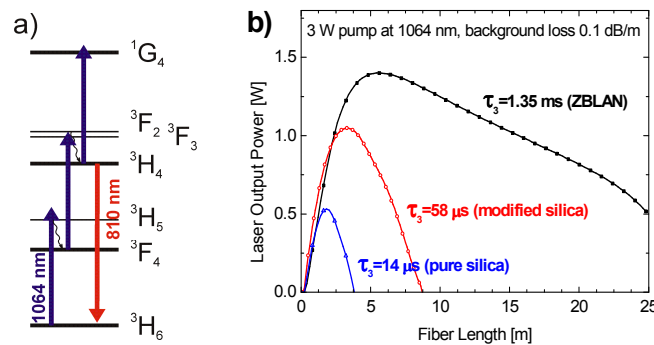 a)
¹G₄
³F₂
³F₃
³H₄
³H₅
³F₄
³H₆
1064 nm
810 nm
b)
3 W pump at 1064 nm, background loss 0.1 dB/m
τ₃=1.35 ms (ZBLAN)
τ₃=58 μs (modified silica)
τ₃=14 μs (pure silica)
Laser Output Power [W]
1.5
1.0
0.5
0.0
0 5 10 15 20 25
Fiber Length [m]